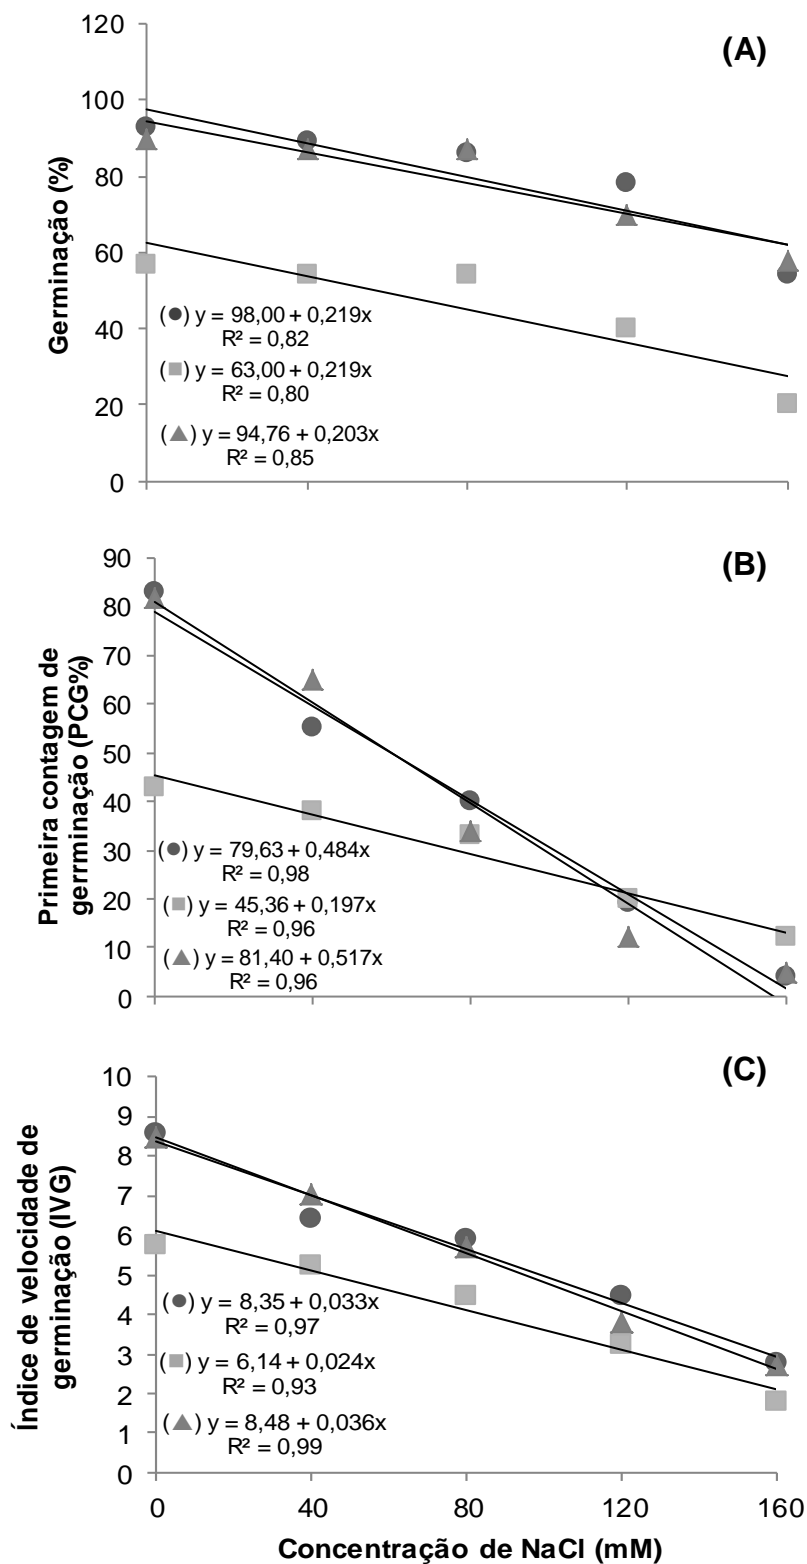 (A)
120
100
80
60
40
20
0
Germinação (%)
(●) y = 98,00 + 0,219x
R² = 0,82
(■) y = 63,00 + 0,219x
R² = 0,80
(▲) y = 94,76 + 0,203x
R² = 0,85
(B)
90
80
70
60
50
40
30
20
10
0
Primeira contagem de
gerrminação (PCG%)
(●) y = 79,63 + 0,484x
R² = 0,98
(■) y = 45,36 + 0,197x
R² = 0,96
(▲) y = 81,40 + 0,517x
R² = 0,96
(C)
10
9
8
7
6
5
4
3
2
1
0
Índice de velocidade de
germinação (IVG)
(●) y = 8,35 + 0,033x
R² = 0,97
(■) y = 6,14 + 0,024x
R² = 0,93
(▲) y = 8,48 + 0,036x
R² = 0,99
0 40 80 120 160
Concentração de NaCl (mM)